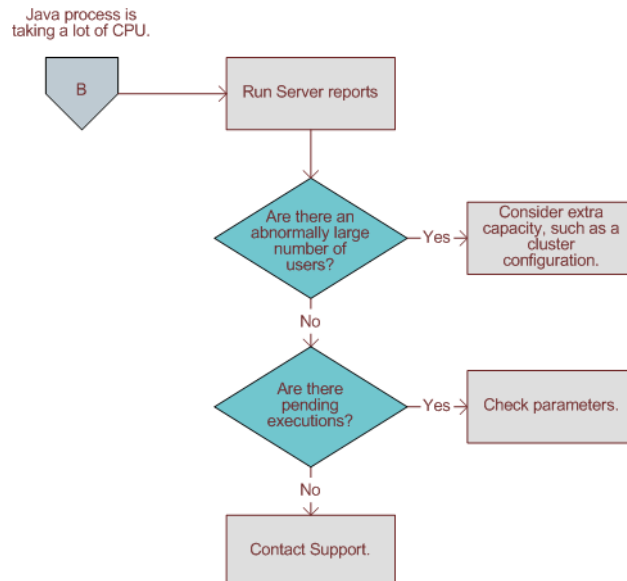 Java process is
taking a lot of CPU.
B
Run Server reports
Are there an
abnormally large
number of
users?
Yes
Consider extra
capacity, such as a
cluster
configuration.
No
Are there
pending
executions?
Yes
Check parameters.
No
Contact Support.